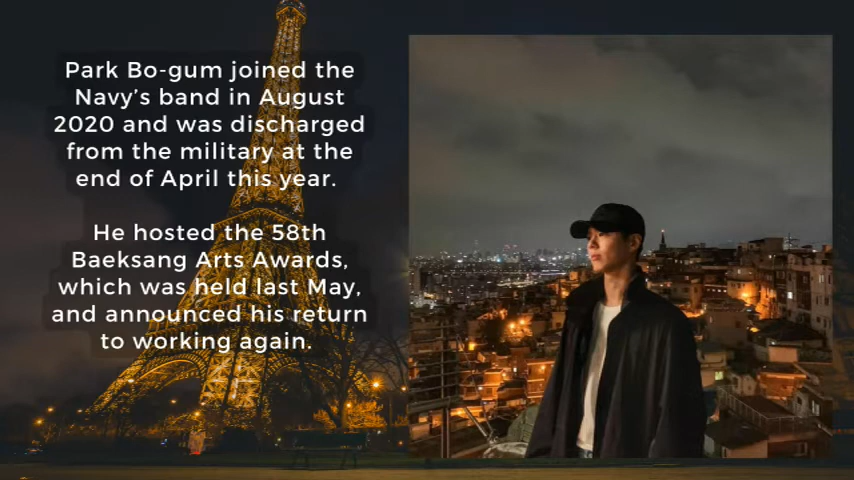 Park Bo-gum joined the
Navy's band in August
2020 and was discharged
from the military at the
end of April this year.
He hosted the 58th
Baeksang Arts Awards,
which was held last May,
and announced his return
to working again.